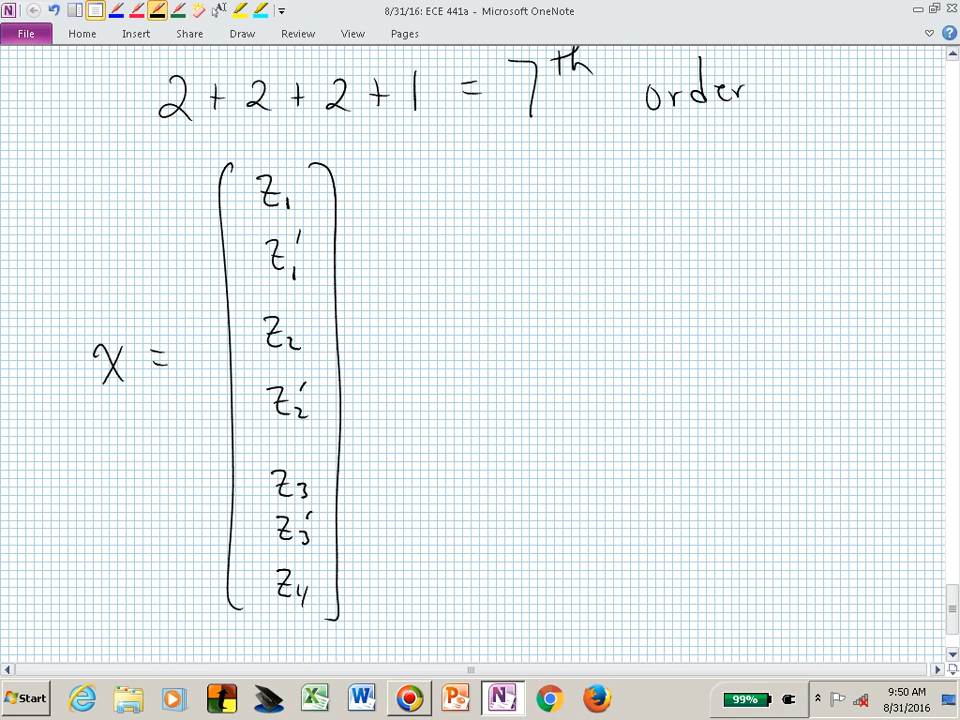 8/31/16: ECE 441a - Microsoft OneNote
File Home Insert Share Draw Review View Pages
2 + 2 + 2 + 1 = 7th order
x =
z1
z1'
z2
z2'
z3
z3'
z4
Start
99%
9:50 AM
8/31/2016